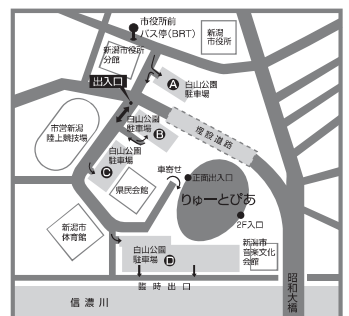 市役所前
バス停(BRT)
新潟
市役所
新潟市役所
分館
出入口
A
白山公園
駐車場
白山公園
駐車場
B
市営新潟
陸上競技場
白山公園
駐車場
C
埋設道路
車寄せ
正面出入口
県民会館
りゅーとぴあ
2F入口
新潟市
体育館
白山公園
駐車場
D
新潟市
音楽文化
会館
臨時出口
昭和大橋
信濃川